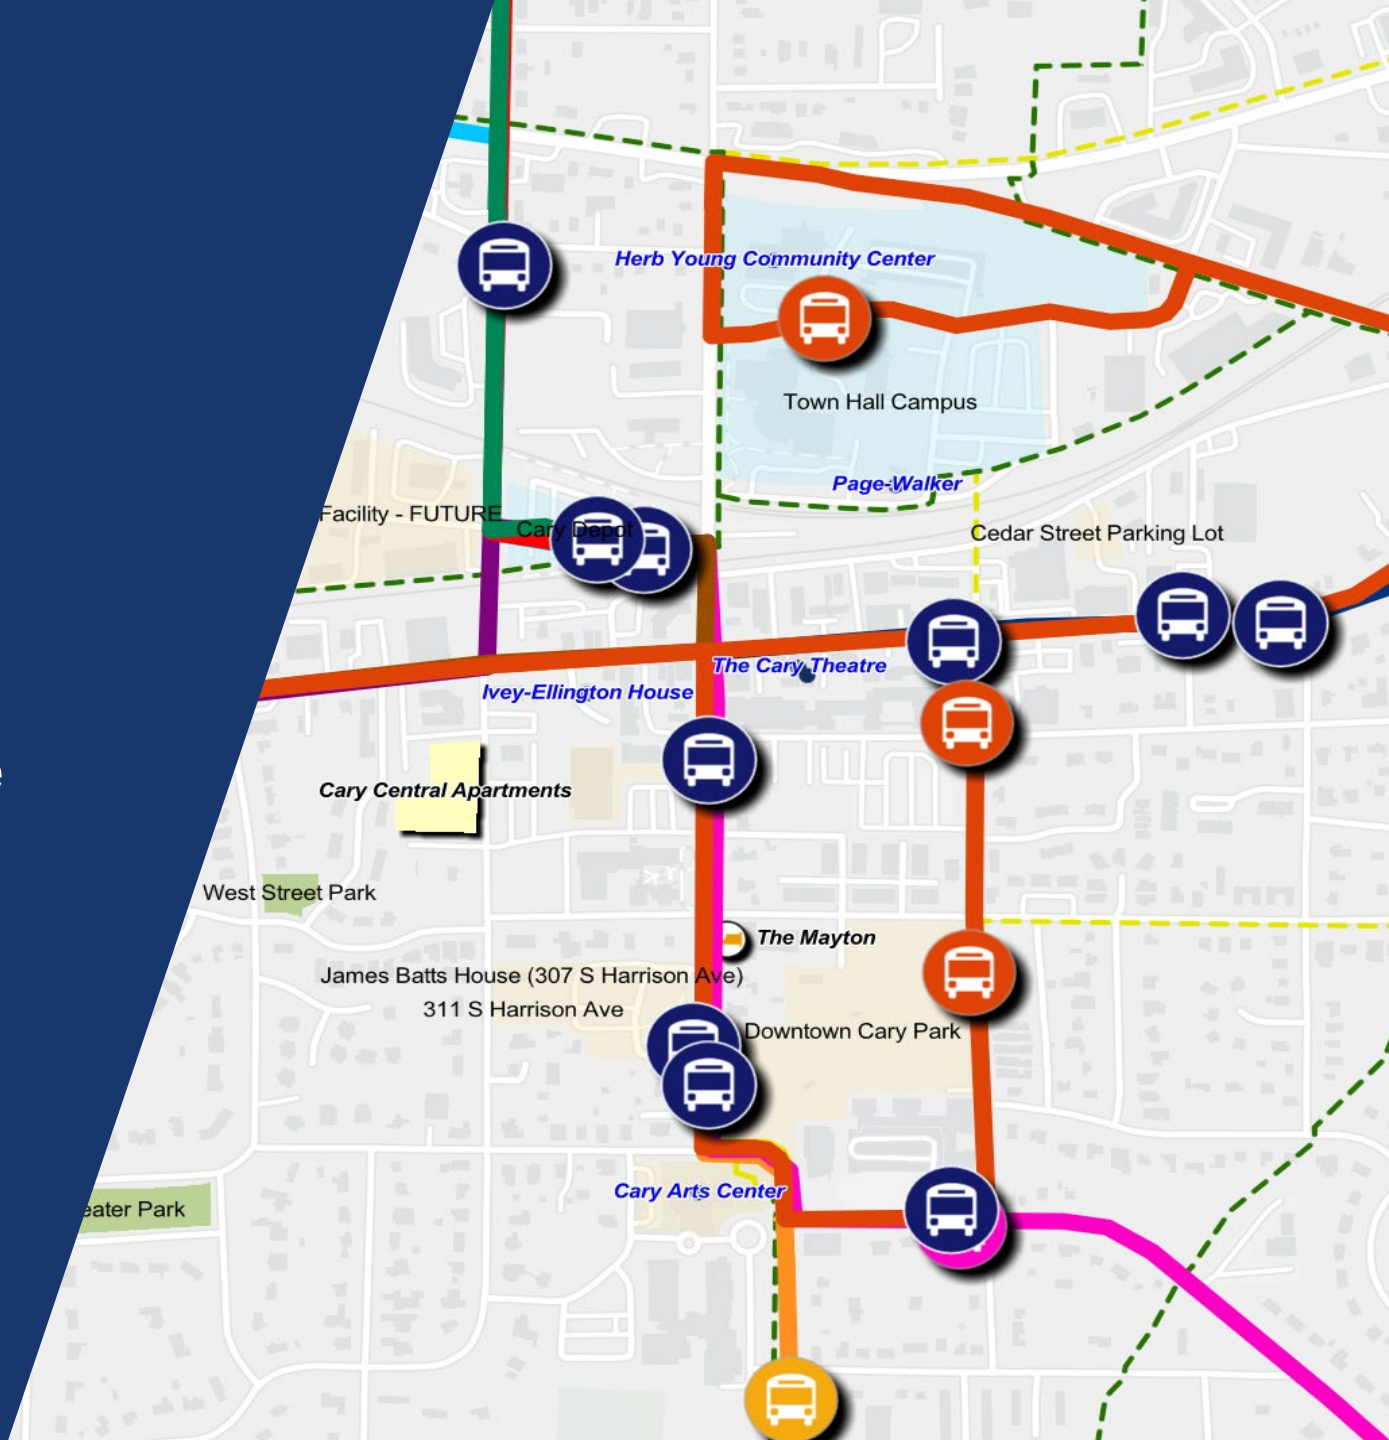 Herb Young Community Center
Town Hall Campus
Page-Walker
Facility - FUTURE
Cary Depot
Cedar Street Parking Lot
The Cary Theatre
Ivey-Ellington House
e
Cary Central Apartments
West Street Park
The Mayton
James Batts House (307 S Harrison Ave)
311 S Harrison Ave
Downtown Cary Park
Cary Arts Center
eater Park